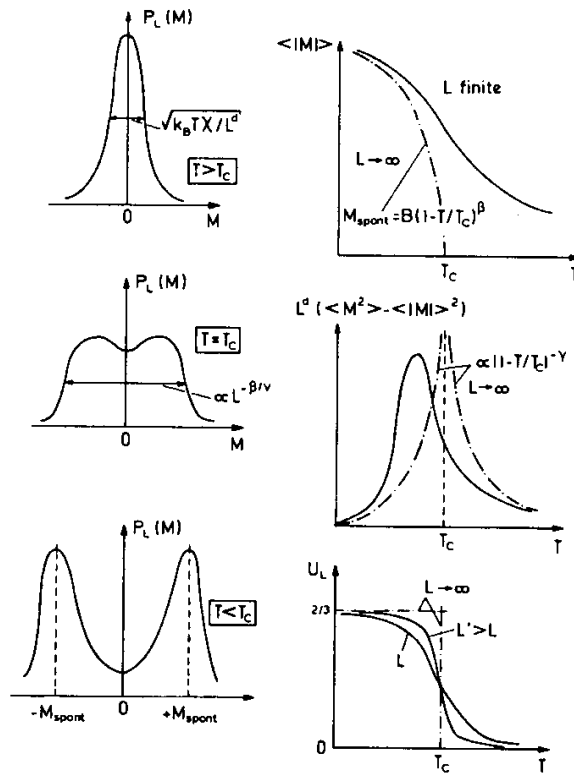 P_L (M)
√k_B T χ / L^d
T > T_c
0
M
P_L (M)
T = T_c
∝ L^-β/ν
0
M
P_L (M)
T < T_c
- M_spont
0
+ M_spont
M
<|M|>
L finite
L → ∞
M_spont = B(1-T/T_c)^β
T_c
T
L^d (<M^2> - <|M|>^2)
∝ |1-T/T_c|^-γ
L → ∞
T_c
T
U_L
L → ∞
2/3
L' > L
L
0
T_c
T